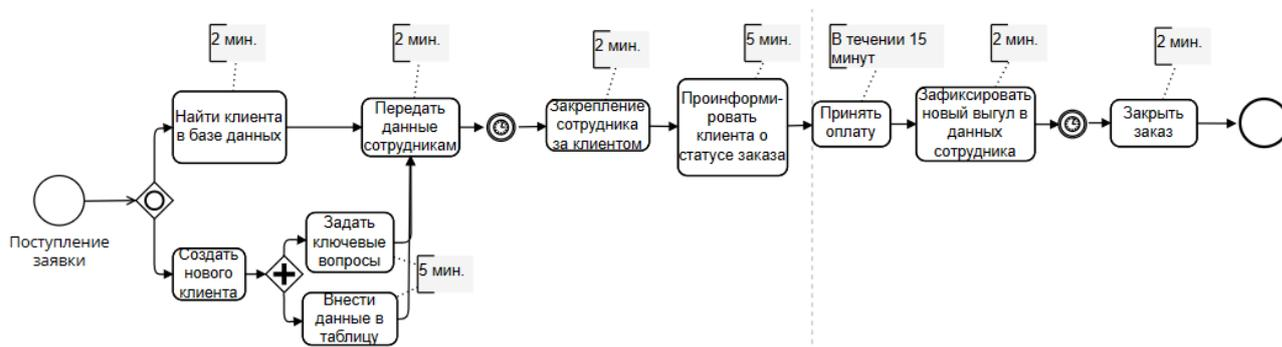 2 мин.
2 мин.
2 мин.
5 мин.
В течении 15
минут
2 мин.
2 мин.
Найти клиента
в базе данных
Передать
данные
сотрудникам
Закрепление
сотрудника
за клиентом
Проинформи-
ровать
клиента о
статусе заказа
Принять
оплату
Зафиксировать
новый выгул в
данных
сотрудника
Закрыть
заказ
Поступление
заявки
Создать
нового
клиента
Задать
ключевые
вопросы
5 мин.
Внести
данные в
таблицу